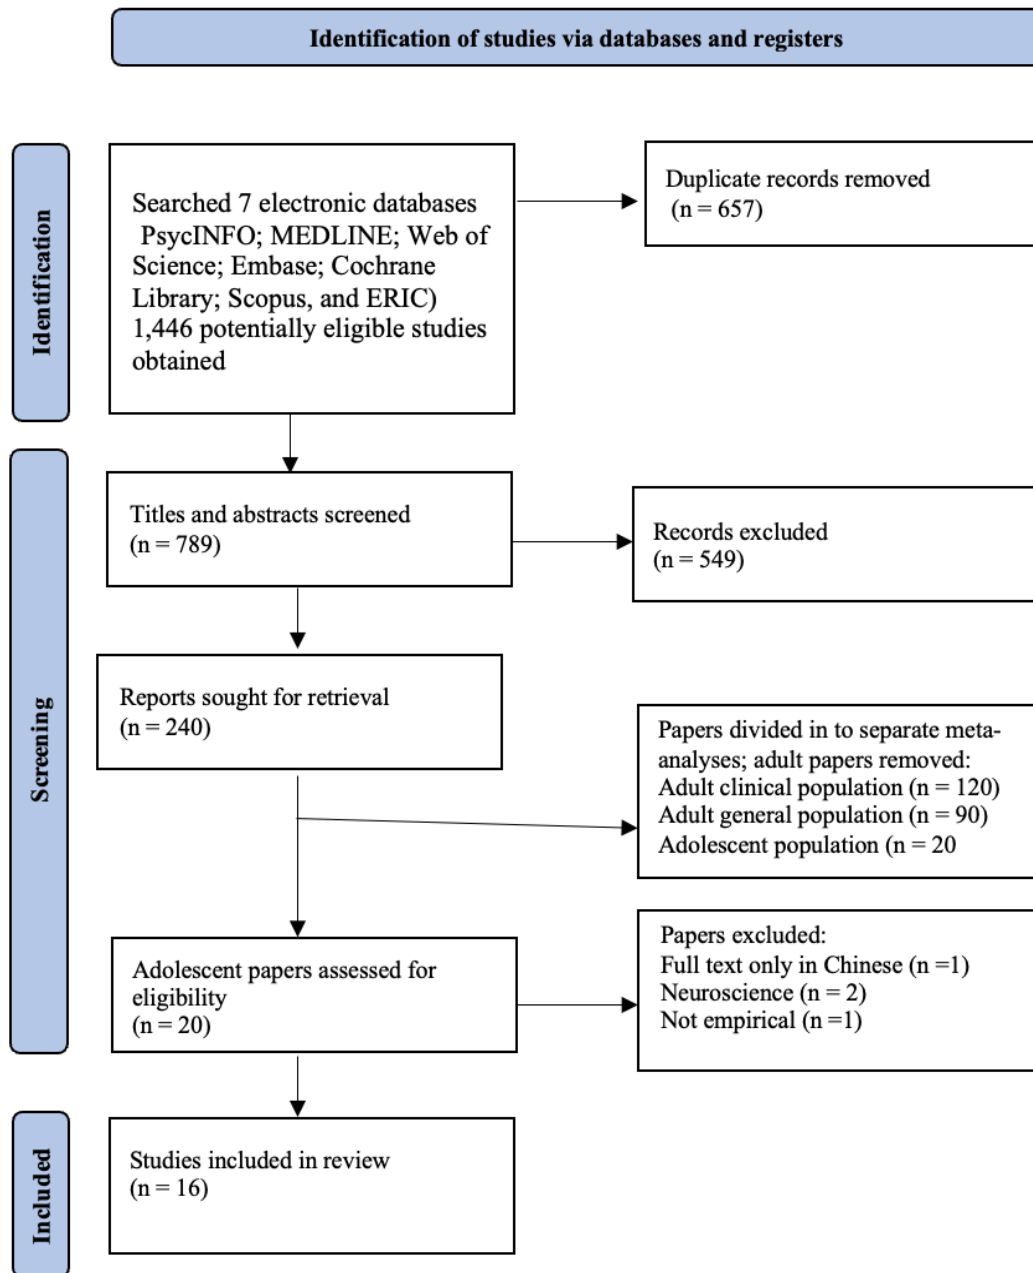 Identification of studies via databases and registers
Identification
Searched 7 electronic databases
PsycINFO; MEDLINE; Web of
Science; Embase; Cochrane
Library; Scopus, and ERIC)
1,446 potentially eligible studies
obtained
Duplicate records removed
(n = 657)
Screening
Titles and abstracts screened
(n = 789)
Records excluded
(n = 549)
Reports sought for retrieval
(n = 240)
Papers divided in to separate meta-
analyses; adult papers removed:
Adult clinical population (n = 120)
Adult general population (n = 90)
Adolescent population (n = 20
Adolescent papers assessed for
eligibility
(n = 20)
Papers excluded:
Full text only in Chinese (n =1)
Neuroscience (n = 2)
Not empirical (n =1)
Included
Studies included in review
(n = 16)